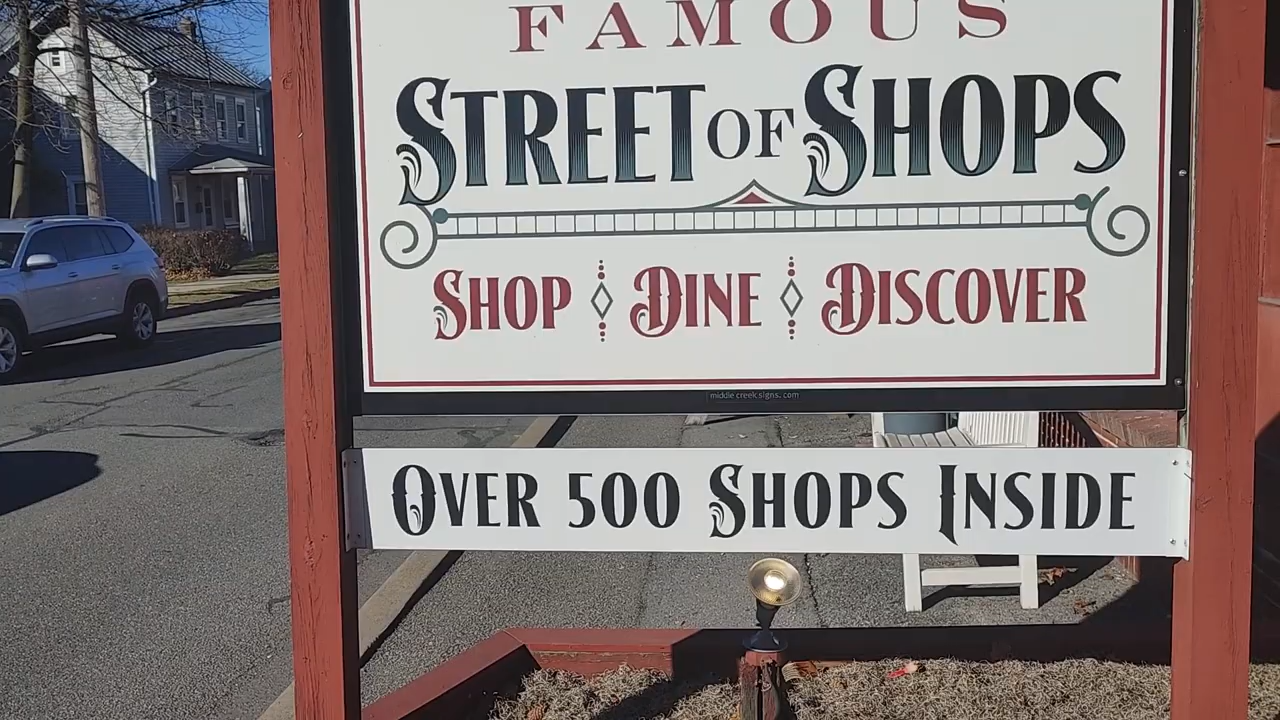 FAMOUS
STREET OF SHOPS
SHOP DINE DISCOVER
middlecreeksigns.com
OVER 500 SHOPS INSIDE